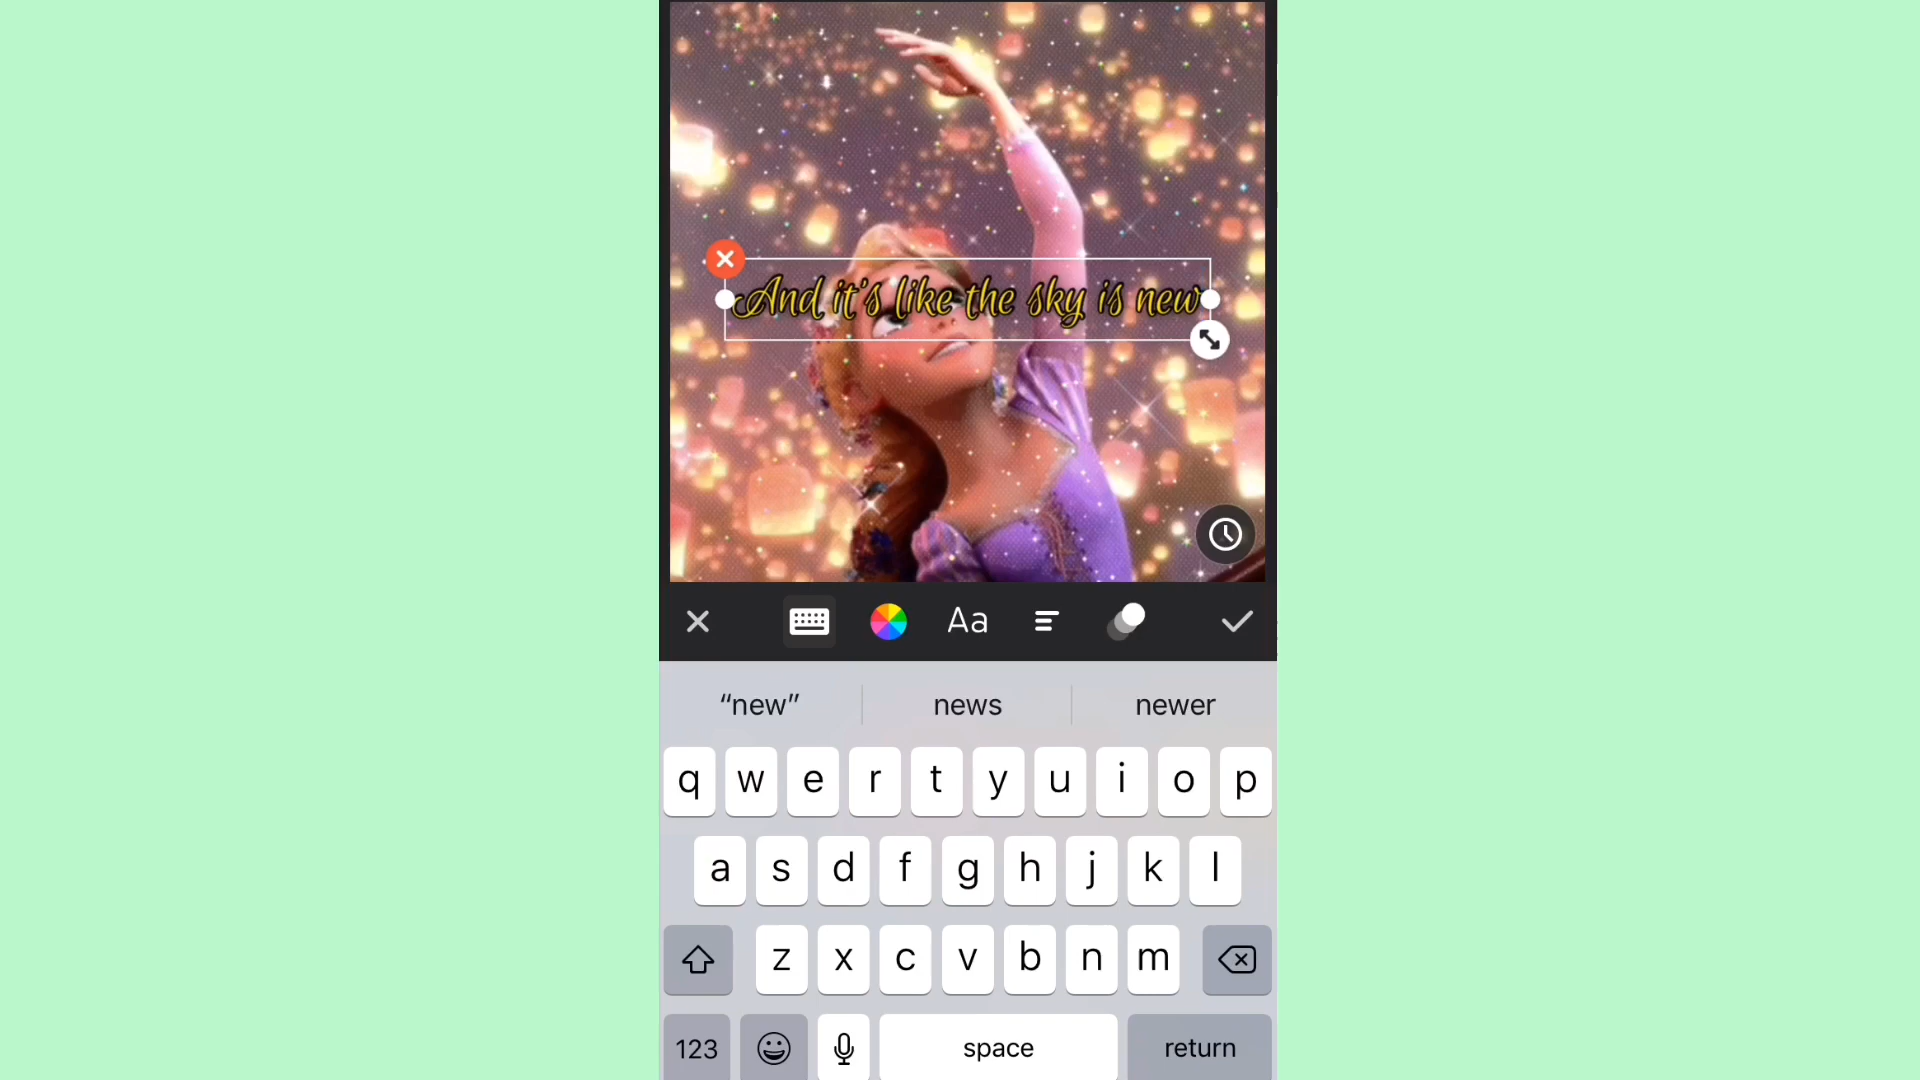 And it's like the sky is new
Aa
“new” news newer
q w e r t y u i o p
a s d f g h j k l
z x c v b n m
123 space return